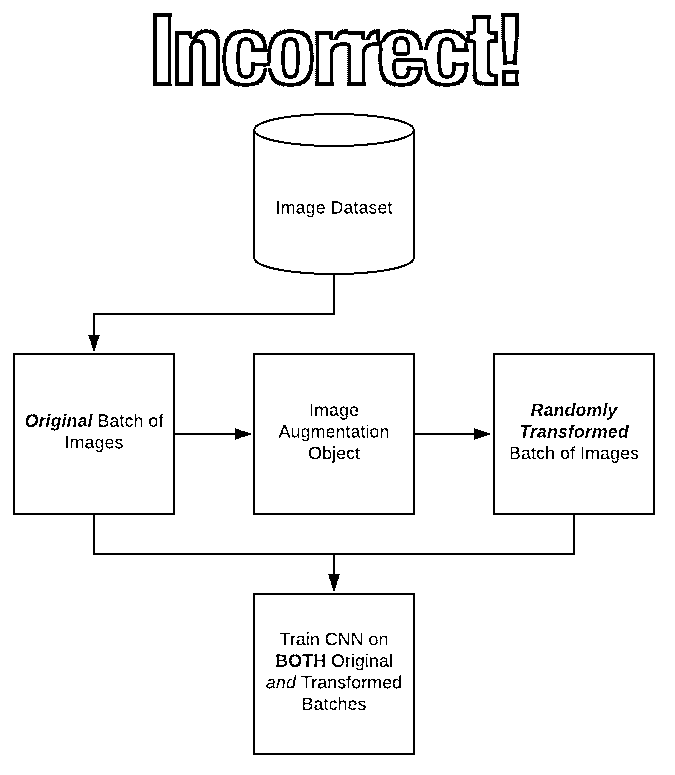 Incorrect!
Image Dataset
Original Batch of
Images
Image
Augmentation
Object
Randomly
Transformed
Batch of Images
Train CNN on
BOTH Original
and Transformed
Batches